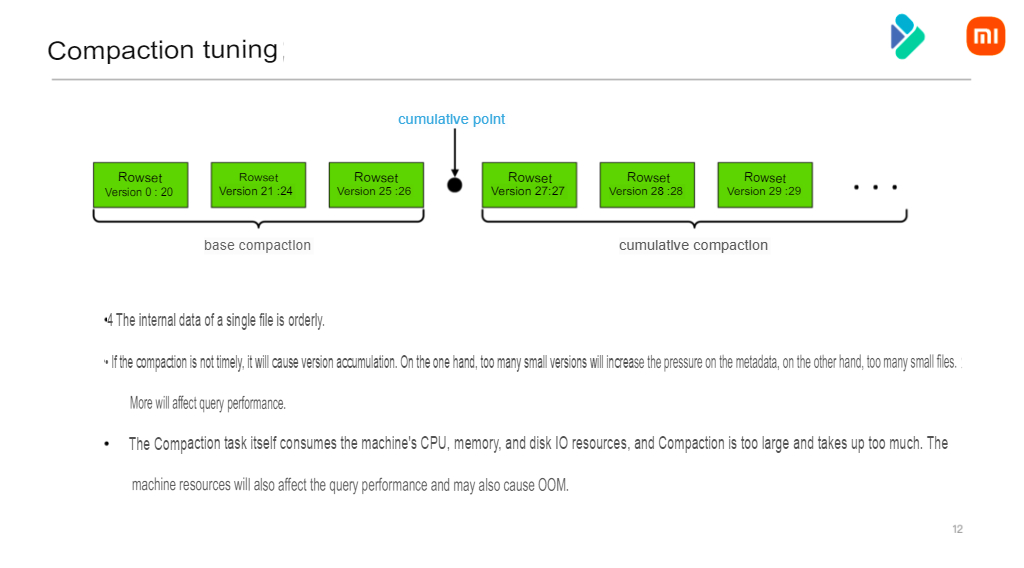 Compaction tuning
mi
cumulative point
Rowset
Version 0 : 20
Rowset
Version 21 :24
Rowset
Version 25 :26
Rowset
Version 27:27
Rowset
Version 28 :28
Rowset
Version 29 :29
• • •
base compaction
cumulative compaction
•4 The internal data of a single file is orderly.
• If the compaction is not timely, it will cause version accumulation. On the one hand, too many small versions will increase the pressure on the metadata, on the other hand, too many small files.
More will affect query performance.
• The Compaction task itself consumes the machine's CPU, memory, and disk IO resources, and Compaction is too large and takes up too much. The
machine resources will also affect the query performance and may also cause OOM.
12